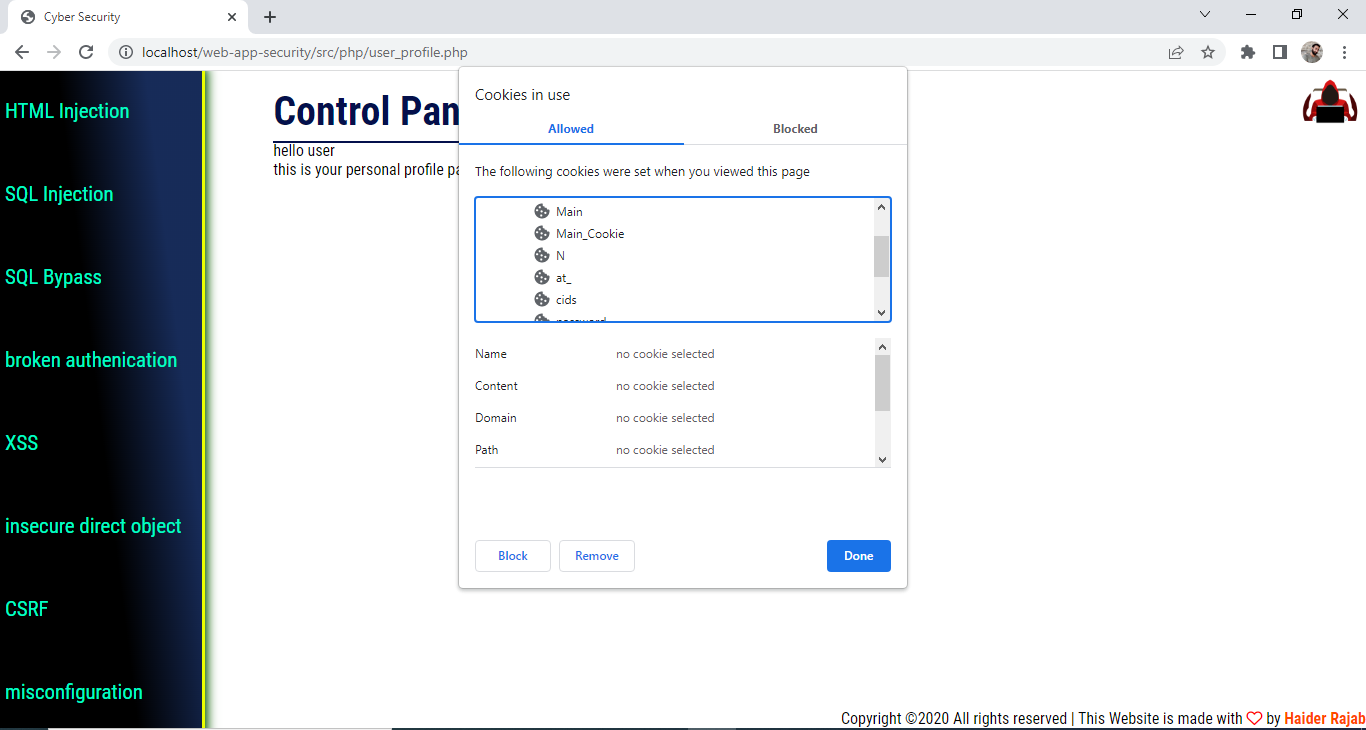 Cyber Security
localhost/web-app-security/src/php/user_profile.php
HTML Injection
SQL Injection
SQL Bypass
broken authenication
XSS
insecure direct object
CSRF
misconfiguration
Control Pan
hello user
this is your personal profile pa
Cookies in use
Allowed Blocked
The following cookies were set when you viewed this page
Main
Main_Cookie
N
at_
cids
password
Name no cookie selected
Content no cookie selected
Domain no cookie selected
Path no cookie selected
Block Remove Done
Copyright ©2020 All rights reserved | This Website is made with ♡ by Haider Rajab